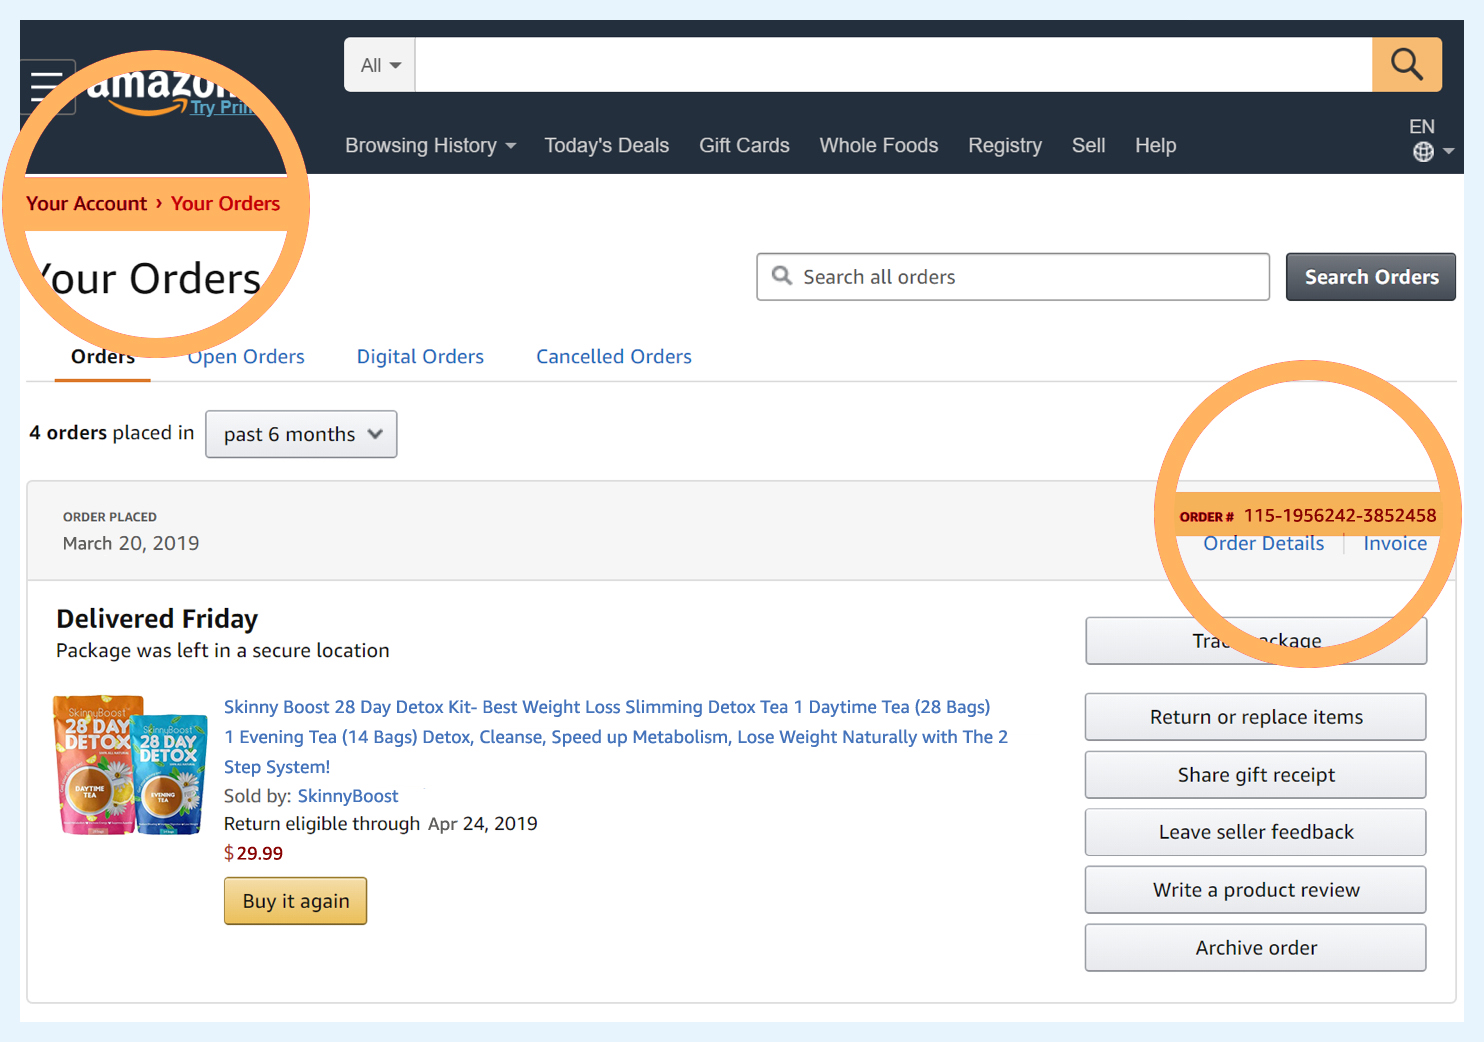 amazon
Try Prim
All
Browsing History
Today's Deals
Gift Cards
Whole Foods
Registry
Sell
Help
EN
Your Account › Your Orders
Your Orders
Search all orders
Search Orders
Orders
Open Orders
Digital Orders
Cancelled Orders
4 orders placed in
past 6 months
ORDER PLACED
March 20, 2019
ORDER # 115-1956242-3852458
Order Details | Invoice
Delivered Friday
Package was left in a secure location
Track package
SkinnyBoost
28 DAY
DETOX
DAYTIME
TEA
SkinnyBoost
28 DAY
DETOX
EVENING
TEA
Skinny Boost 28 Day Detox Kit- Best Weight Loss Slimming Detox Tea 1 Daytime Tea (28 Bags)
1 Evening Tea (14 Bags) Detox, Cleanse, Speed up Metabolism, Lose Weight Naturally with The 2
Step System!
Sold by: SkinnyBoost
Return eligible through Apr 24, 2019
$29.99
Buy it again
Return or replace items
Share gift receipt
Leave seller feedback
Write a product review
Archive order